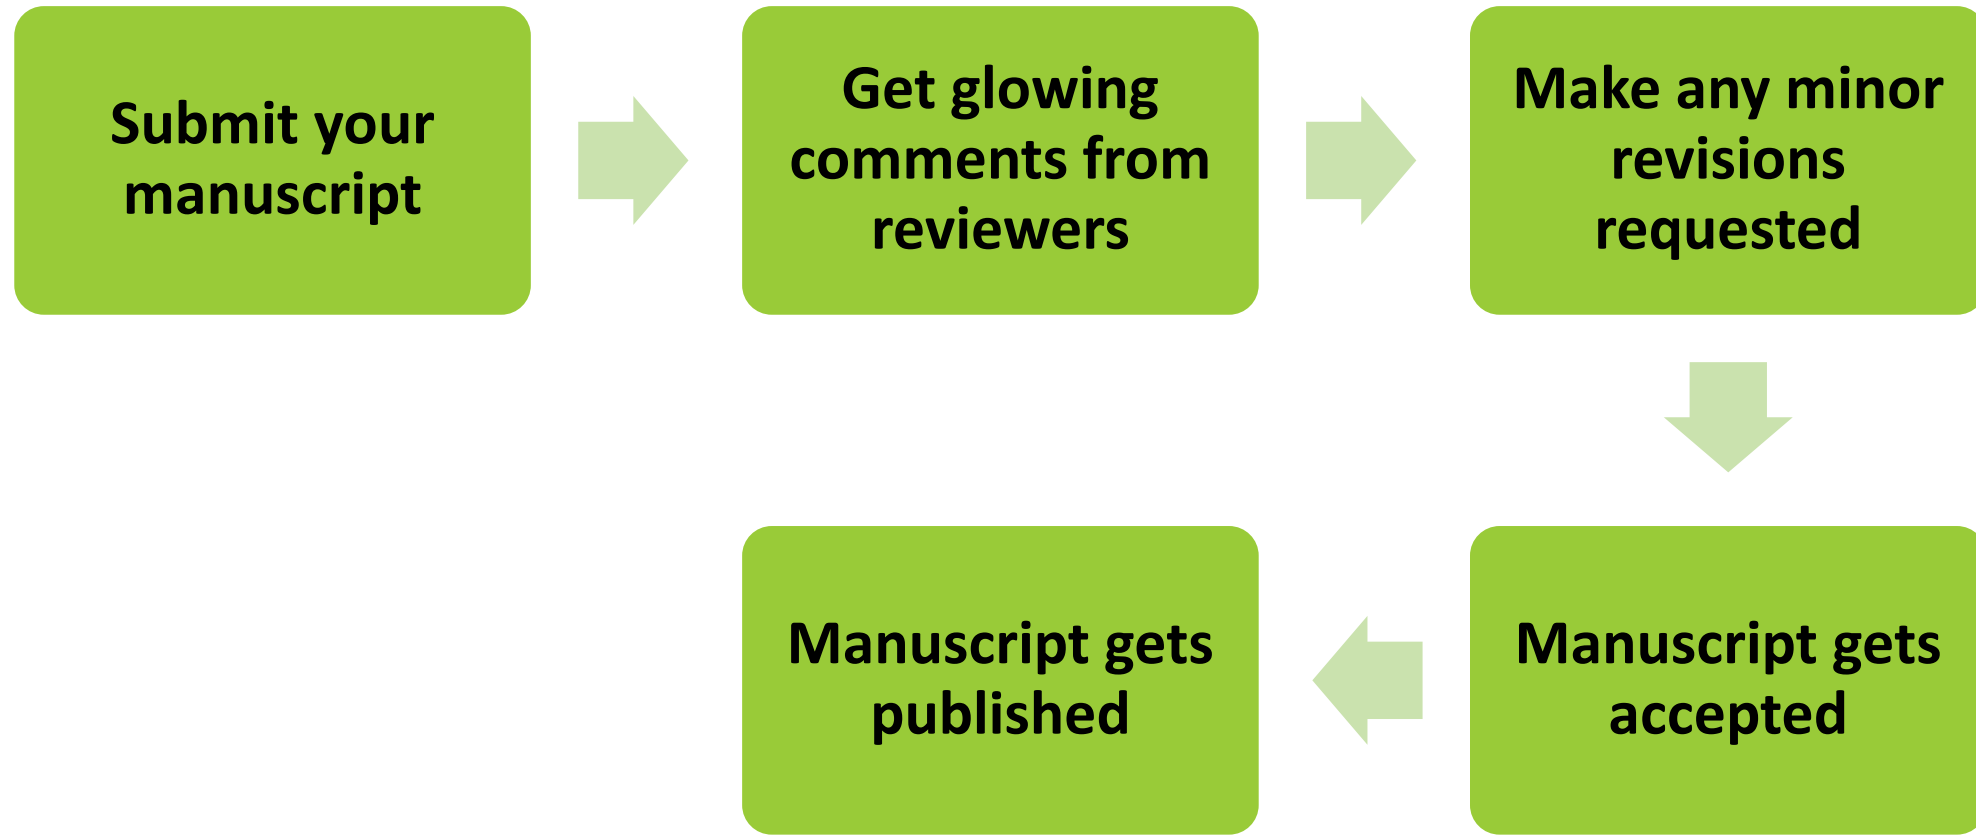 Submit your
manuscript
Get glowing
comments from
reviewers
Make any minor
revisions
requested
Manuscript gets
accepted
Manuscript gets
published